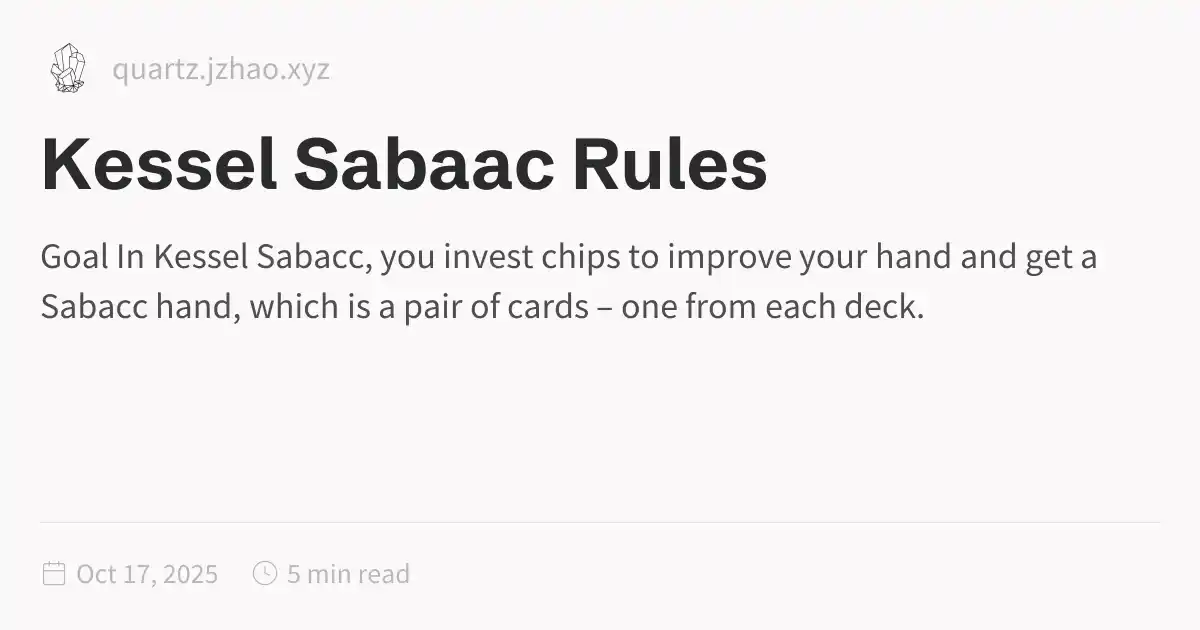 quartz.jzhao.xyz
Kessel Sabaac Rules
Goal In Kessel Sabacc, you invest chips to improve your hand and get a
Sabacc hand, which is a pair of cards – one from each deck.
Oct 17, 2025 5 min read